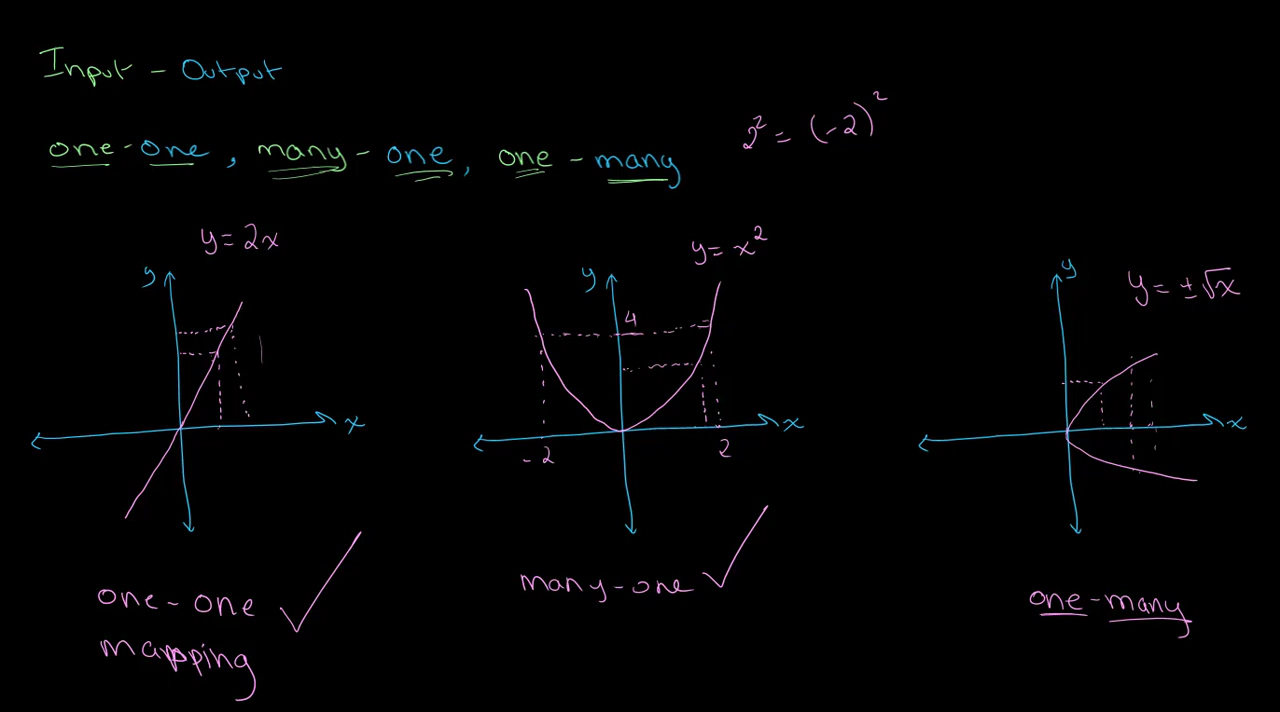 Input - Output
one-one, many-one, one-many
2² = (-2)²
y = 2x
y
x
y = x²
y
4
x
-2
2
y = ±√x
y
x
one-one
mapping
many-one
one-many